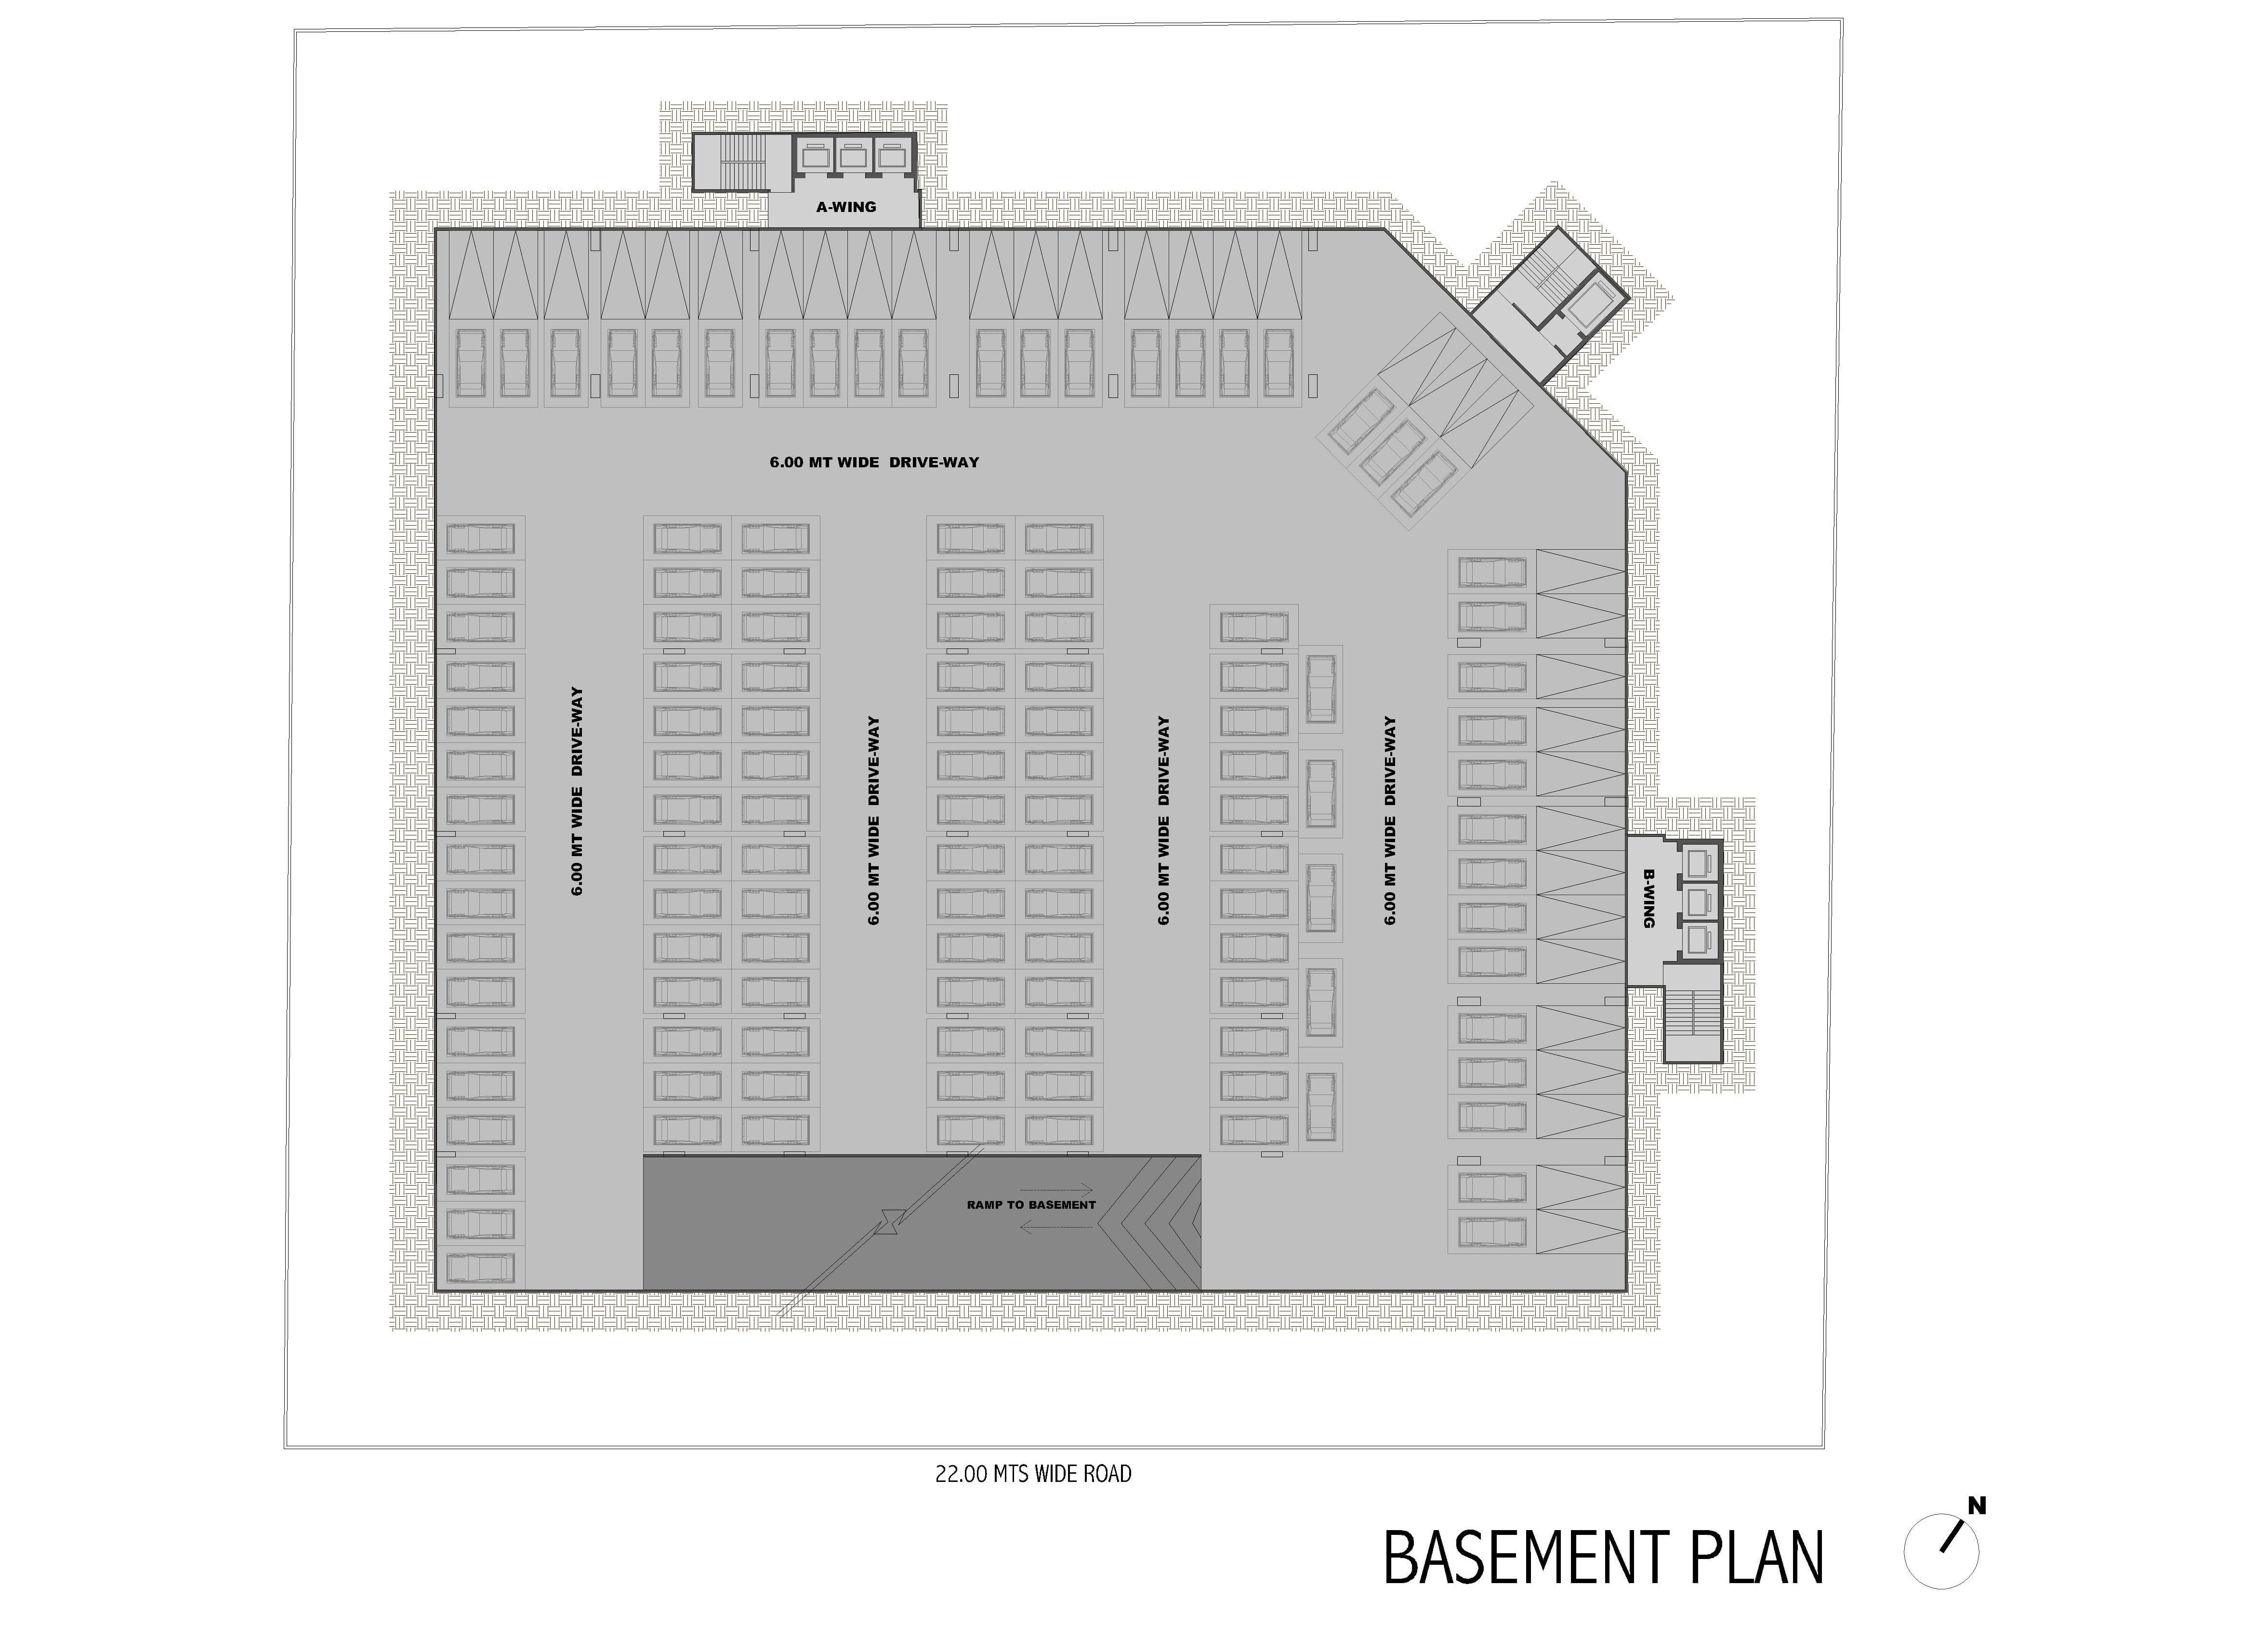 A-WING
6.00 MT WIDE DRIVE-WAY
6.00 MT WIDE DRIVE-WAY
6.00 MT WIDE DRIVE-WAY
6.00 MT WIDE DRIVE-WAY
6.00 MT WIDE DRIVE-WAY
B-WING
RAMP TO BASEMENT
22.00 MTS WIDE ROAD
N
BASEMENT PLAN